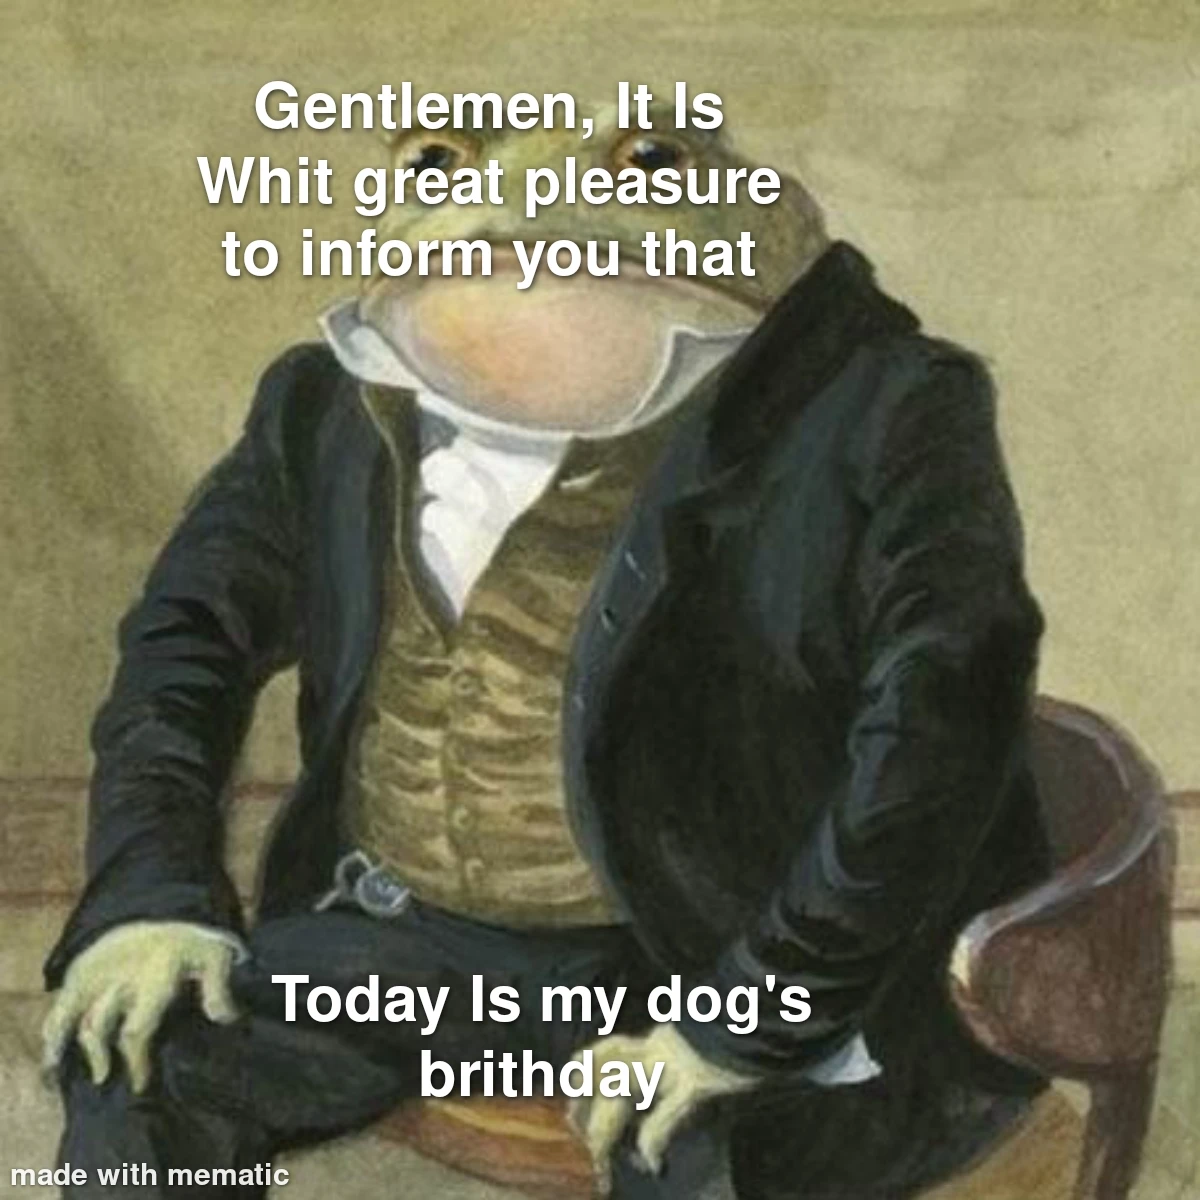 Gentlemen, It Is
Whit great pleasure
to inform you that
Today Is my dog's
brithday
made with mematic